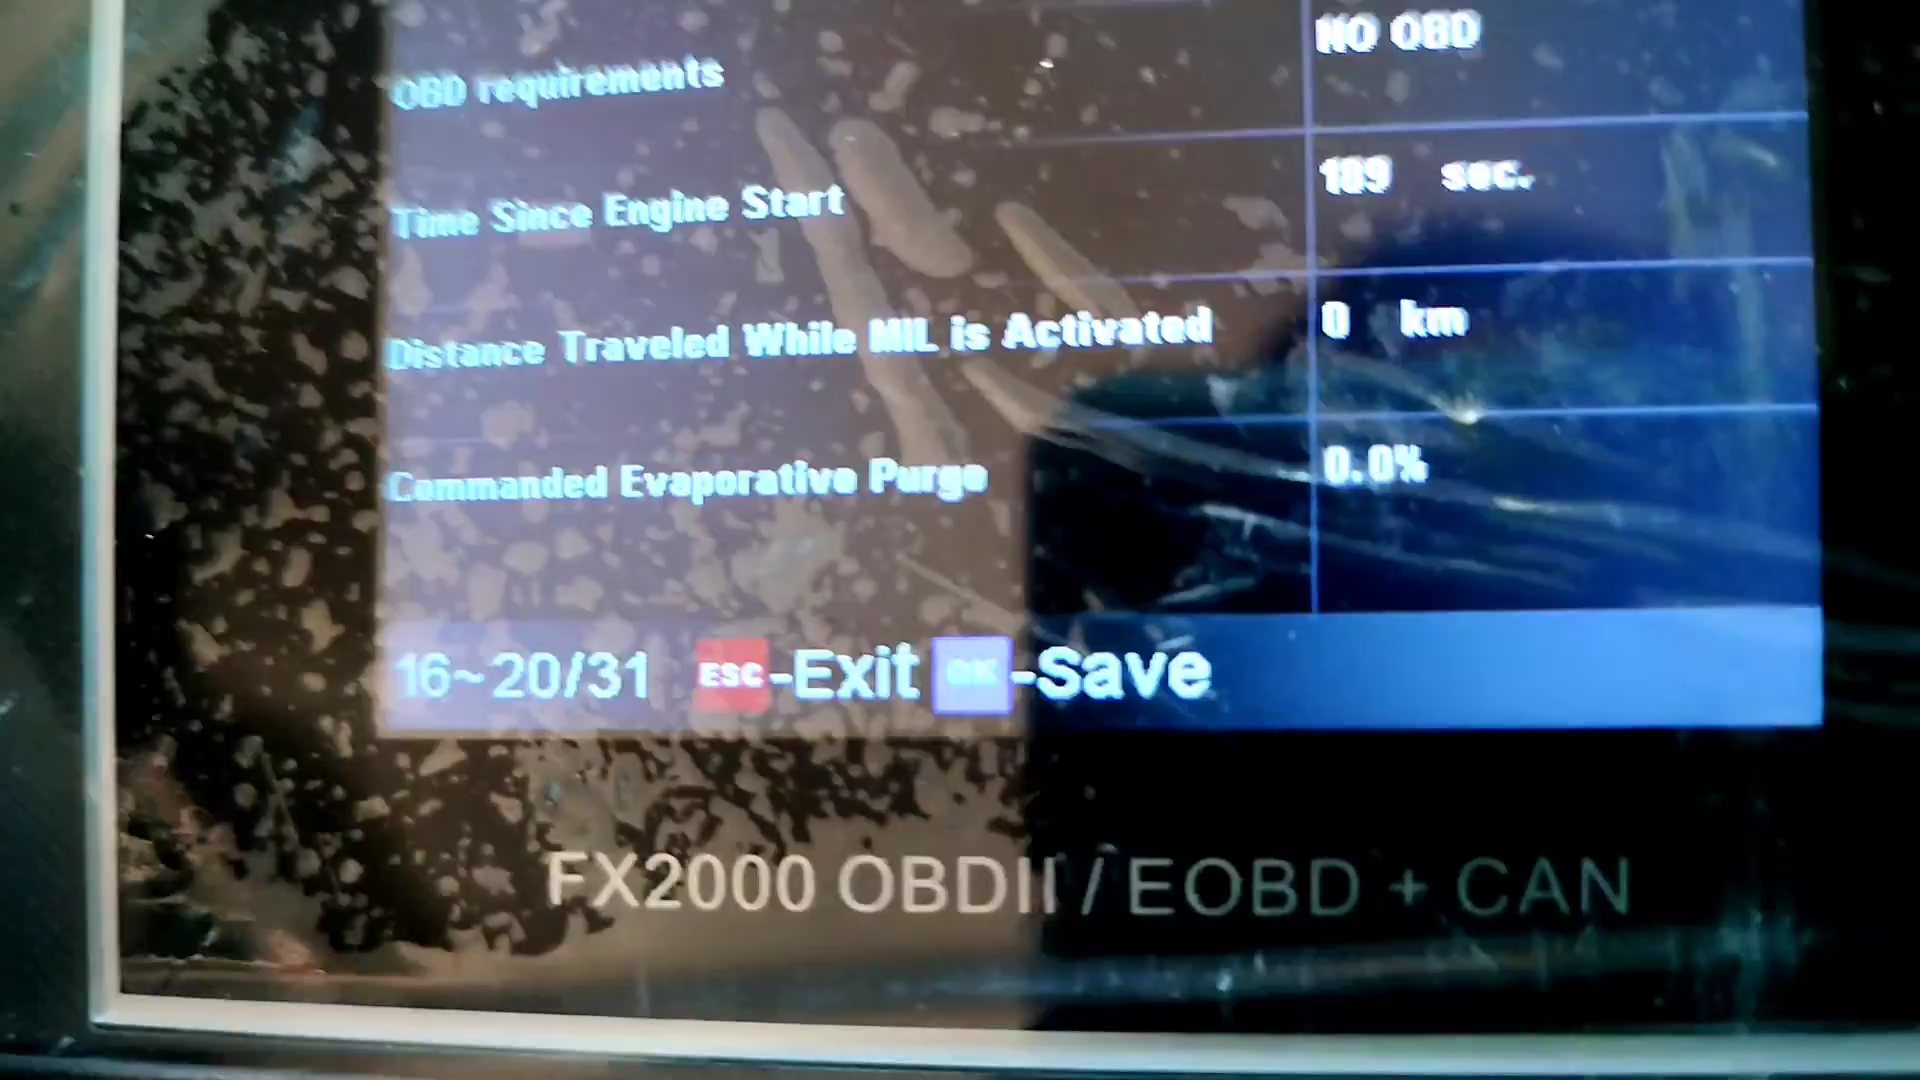 NO OBD
OBD requirements
Time Since Engine Start 189 sec.
Distance Traveled While MIL is Activated 0 km
Commanded Evaporative Purge 0.0%
16~20/31 ESC-Exit OK-Save
FX2000 OBDII / EOBD + CAN